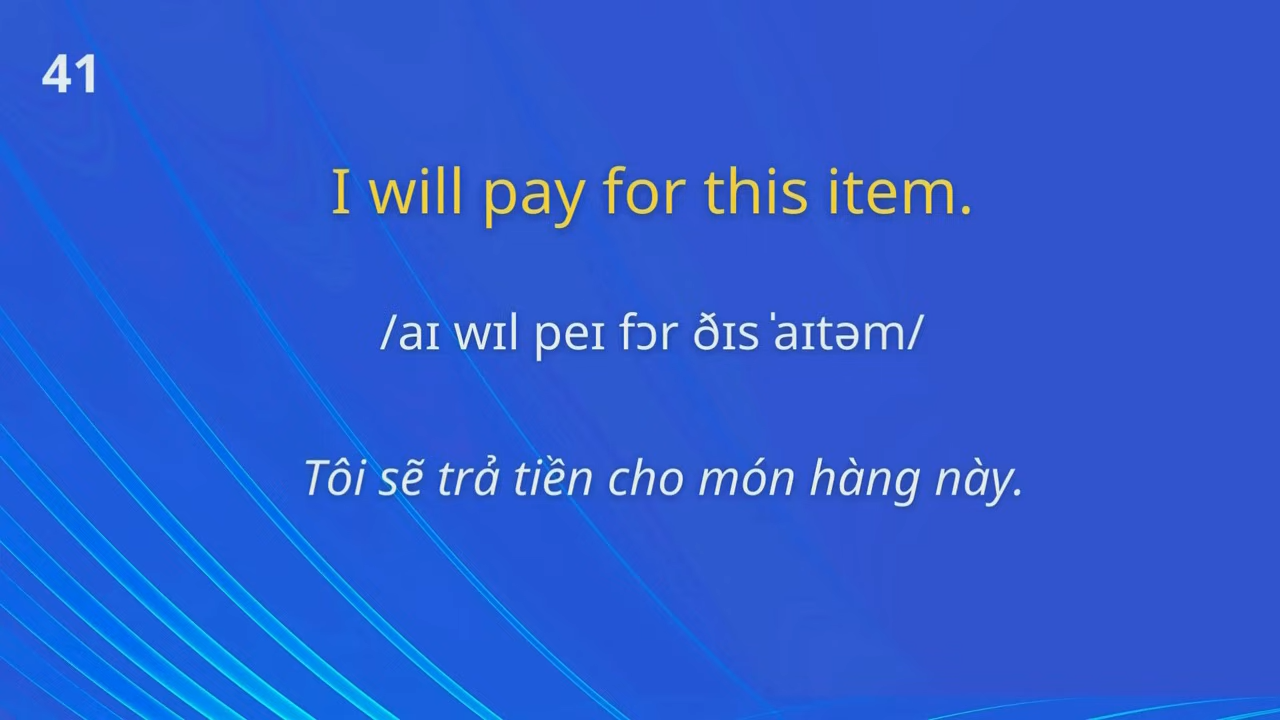 41
I will pay for this item.
/aɪ wɪl peɪ fɔr ðɪs ˈaɪtəm/
Tôi sẽ trả tiền cho món hàng này.